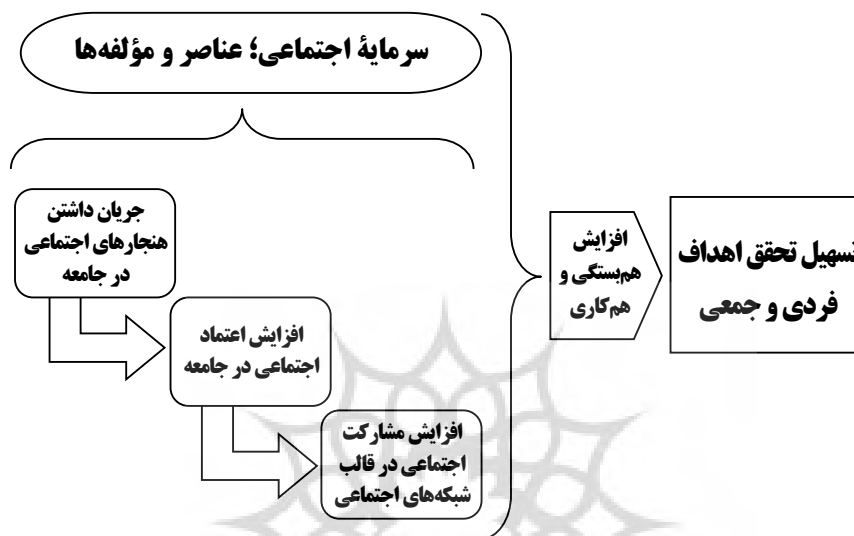 سرمایۀ اجتماعی؛ عناصر و مؤلفه‌ها
جریان داشتن
هنجارهای اجتماعی
در جامعه
افزایش اعتماد
اجتماعی در جامعه
افزایش مشارکت
اجتماعی در قالب
شبکه‌های اجتماعی
افزایش
هم‌بستگی و
هم‌کاری
تسهیل تحقق اهداف
فردی و جمعی